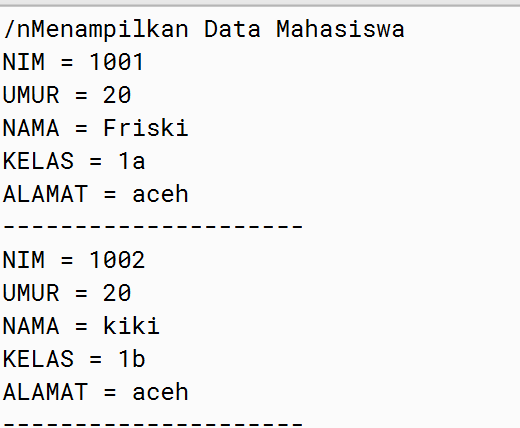 /nMenampilkan Data Mahasiswa
NIM = 1001
UMUR = 20
NAMA = Friski
KELAS = 1a
ALAMAT = aceh
---------------------
NIM = 1002
UMUR = 20
NAMA = kiki
KELAS = 1b
ALAMAT = aceh
---------------------